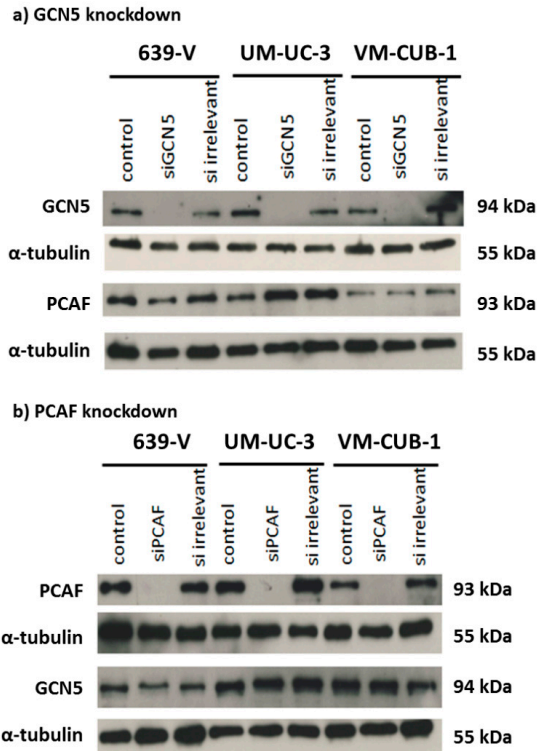 a) GCN5 knockdown
639-V UM-UC-3 VM-CUB-1
control siGCN5 si irrelevant control siGCN5 si irrelevant control siGCN5 si irrelevant
GCN5 94 kDa
α-tubulin 55 kDa
PCAF 93 kDa
α-tubulin 55 kDa
b) PCAF knockdown
639-V UM-UC-3 VM-CUB-1
control siPCAF si irrelevant control siPCAF si irrelevant control siPCAF si irrelevant
PCAF 93 kDa
α-tubulin 55 kDa
GCN5 94 kDa
α-tubulin 55 kDa